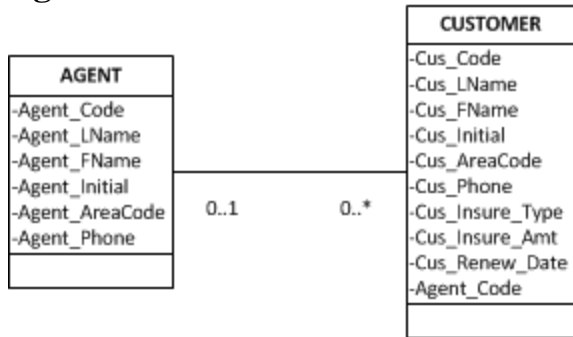 AGENT
-Agent_Code
-Agent_LName
-Agent_FName
-Agent_Initial
-Agent_AreaCode
-Agent_Phone
0..1
0..*
CUSTOMER
-Cus_Code
-Cus_LName
-Cus_FName
-Cus_Initial
-Cus_AreaCode
-Cus_Phone
-Cus_Insure_Type
-Cus_Insure_Amt
-Cus_Renew_Date
-Agent_Code